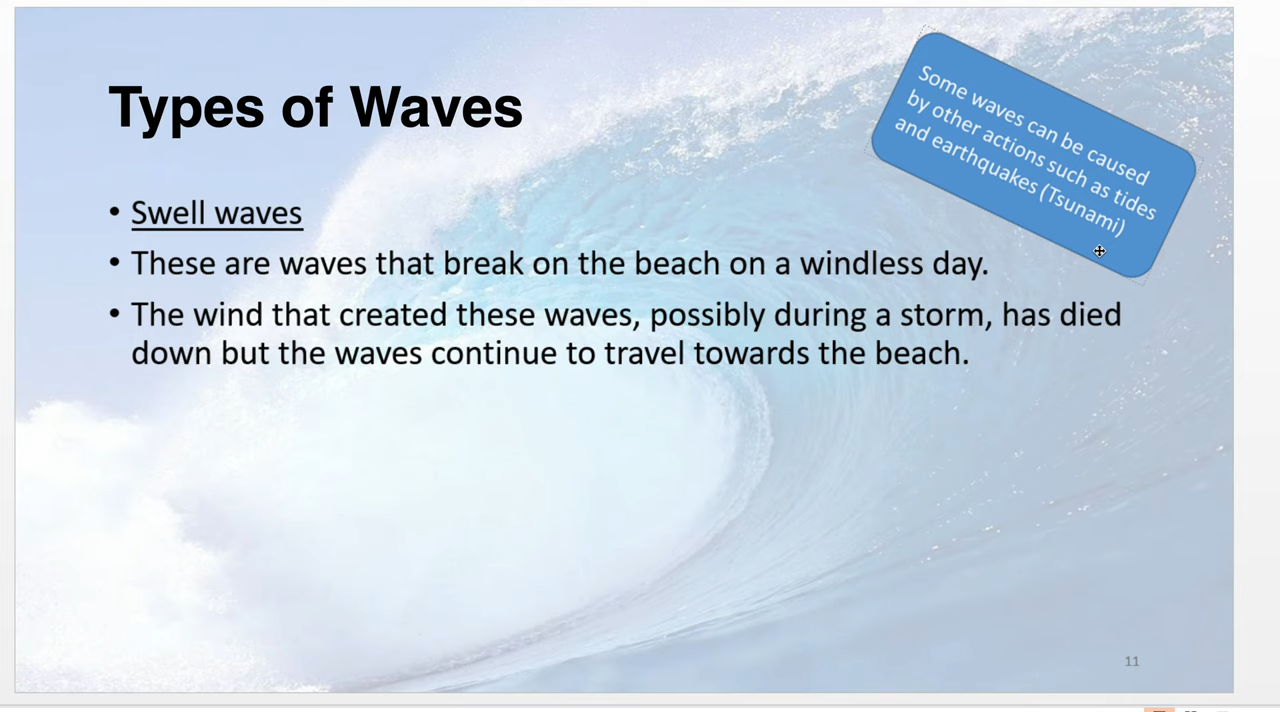 Types of Waves
Some waves can be caused
by other actions such as tides
and earthquakes (Tsunami)
• Swell waves
• These are waves that break on the beach on a windless day.
• The wind that created these waves, possibly during a storm, has died
down but the waves continue to travel towards the beach.
11